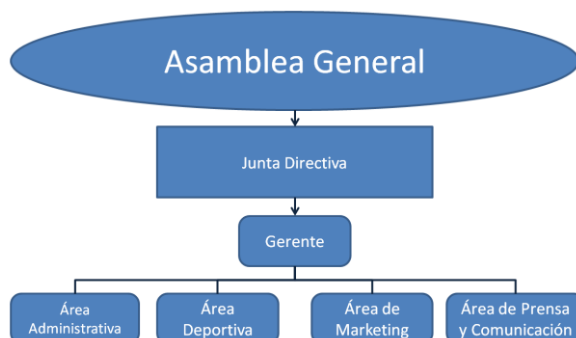 Asamblea General
Junta Directiva
Gerente
Área
Administrativa
Área
Deportiva
Área de
Marketing
Área de Prensa
y Comunicación